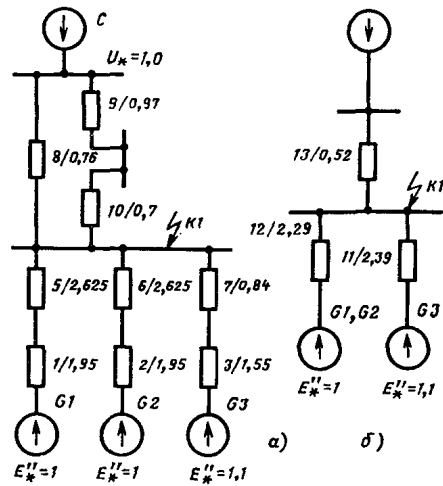 C
U* =1,0
9/0,97
8/0,76
10/0,7
K1
5/2,625
6/2,625
7/0,84
1/1,95
2/1,95
3/1,55
G1
G2
G3
E''* =1
E''* =1
E''* =1,1
а)
13/0,52
K1
12/2,29
11/2,39
G1, G2
G3
E''* =1
E''* =1,1
б)